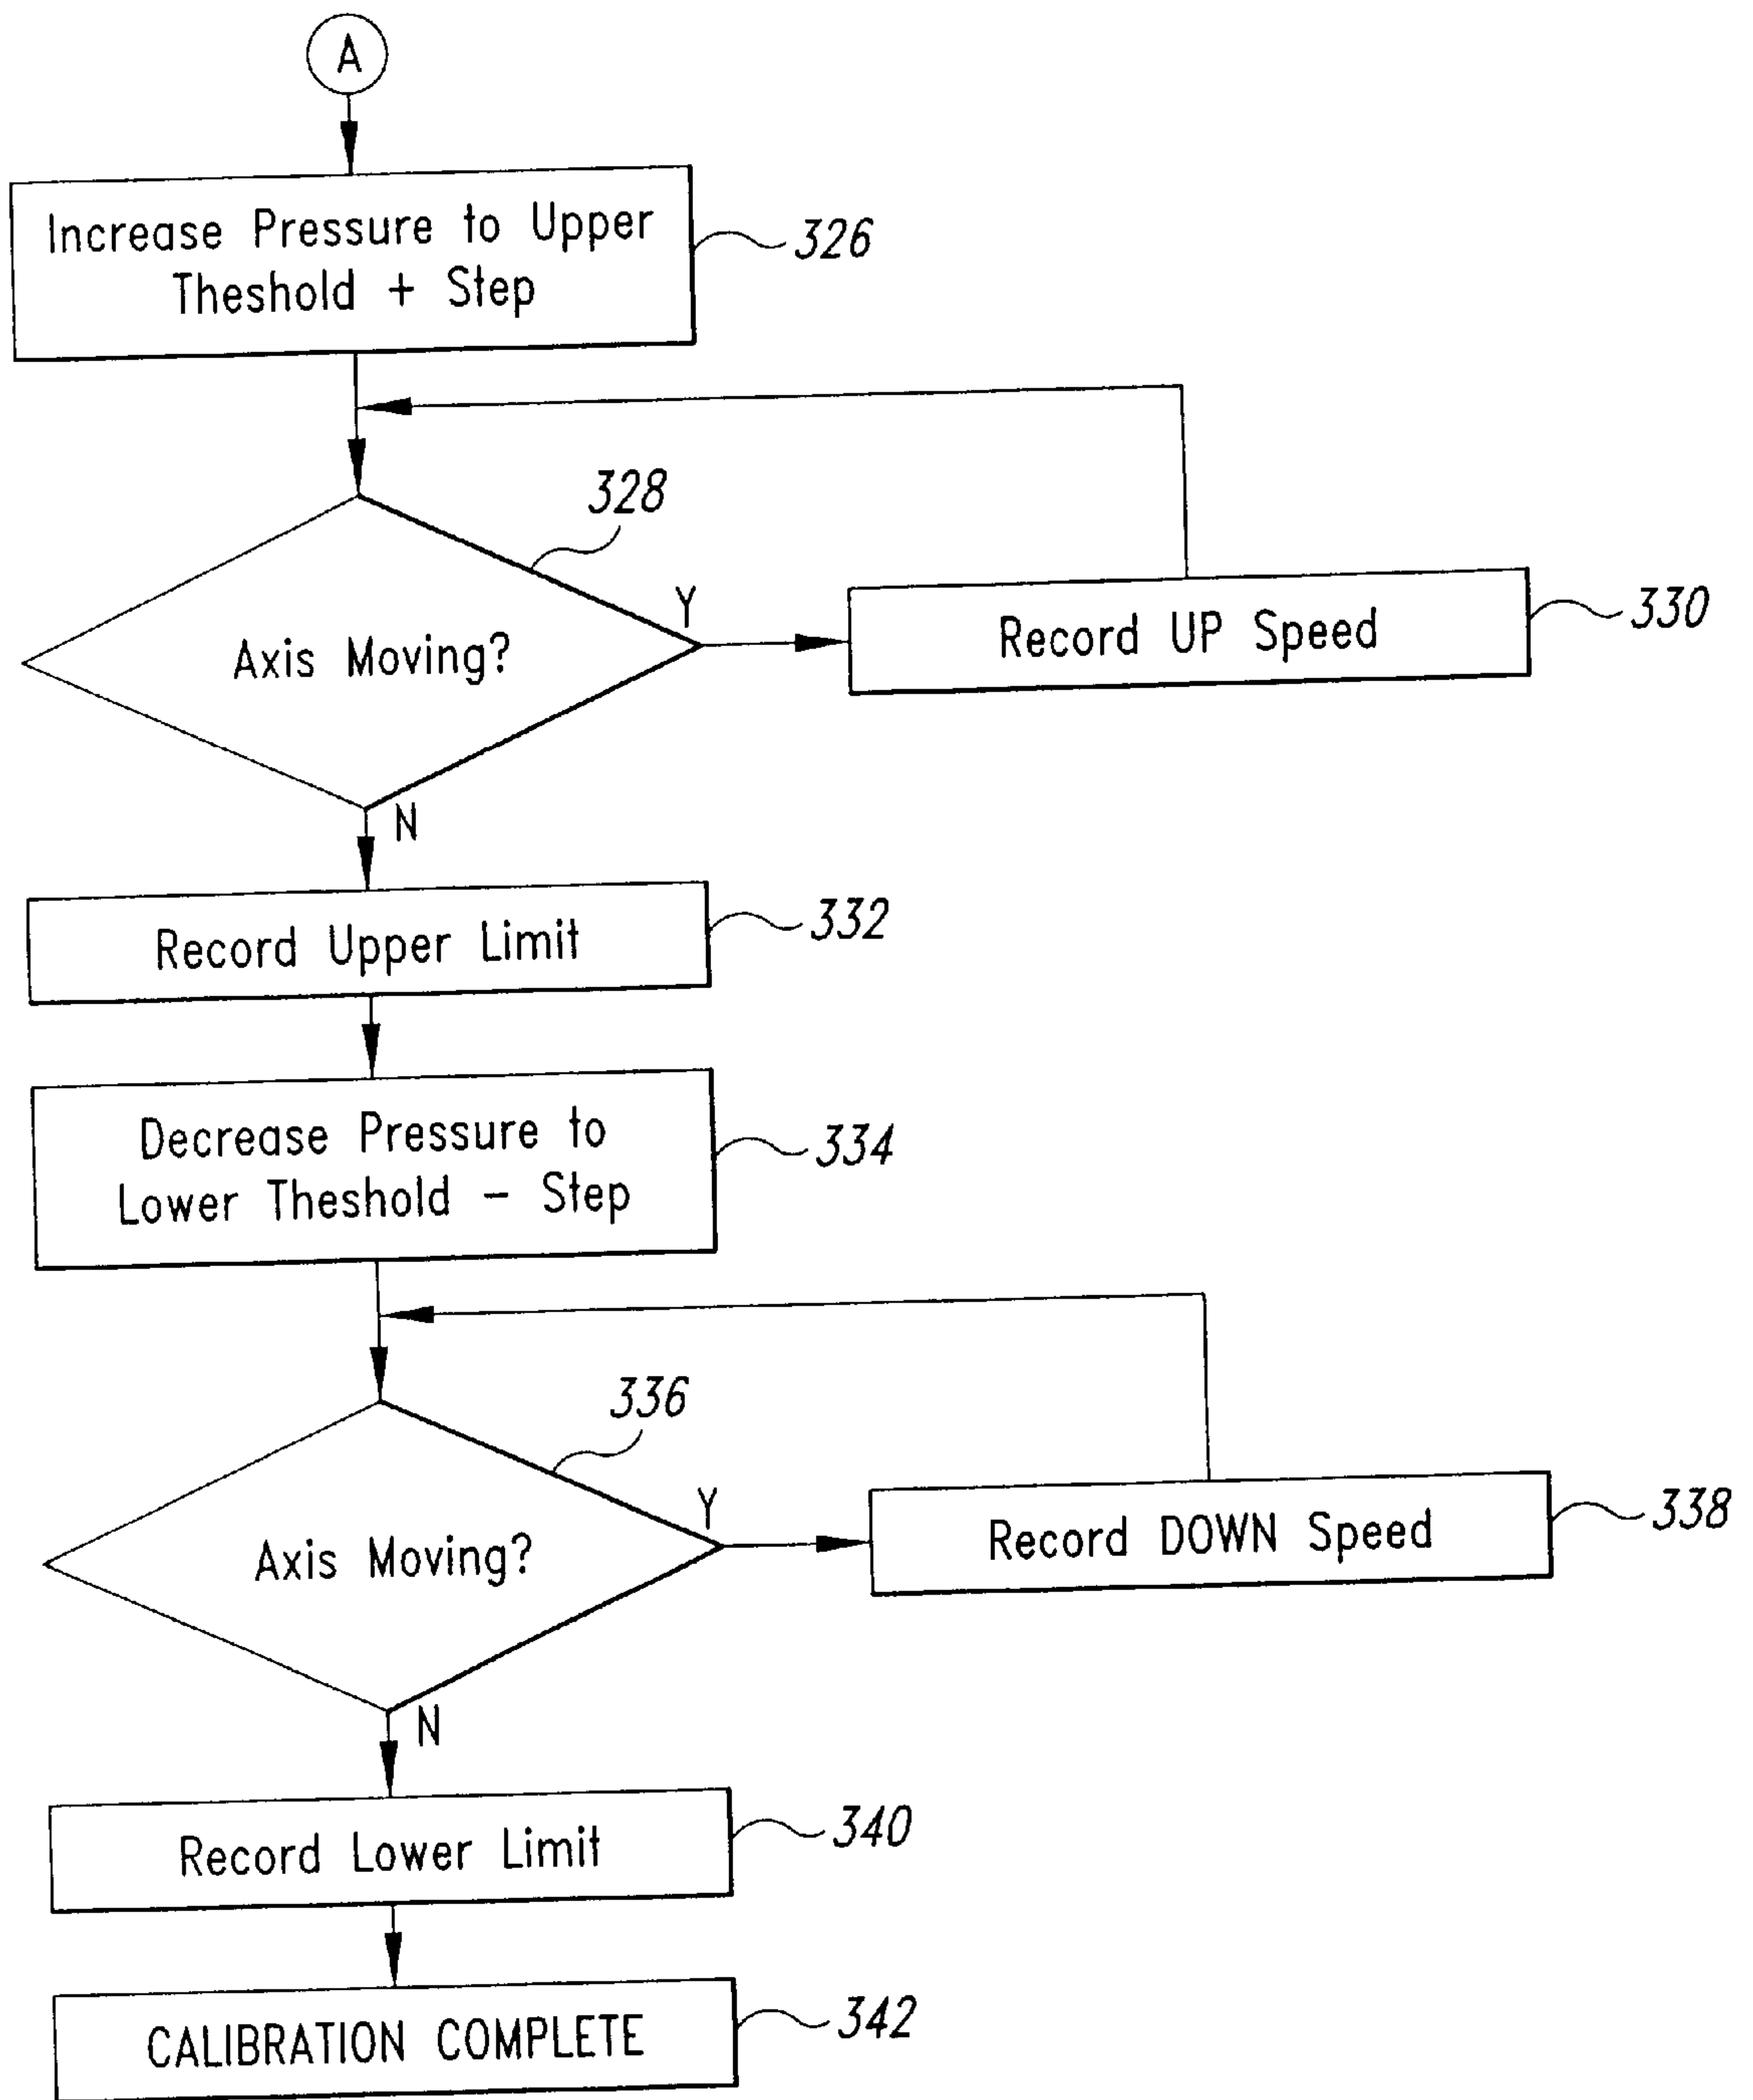 A
Increase Pressure to Upper
Theshold + Step
326
328
Axis Moving?
Y
Record UP Speed
330
N
Record Upper Limit
332
Decrease Pressure to
Lower Theshold - Step
334
336
Axis Moving?
Y
Record DOWN Speed
338
N
Record Lower Limit
340
CALIBRATION COMPLETE
342